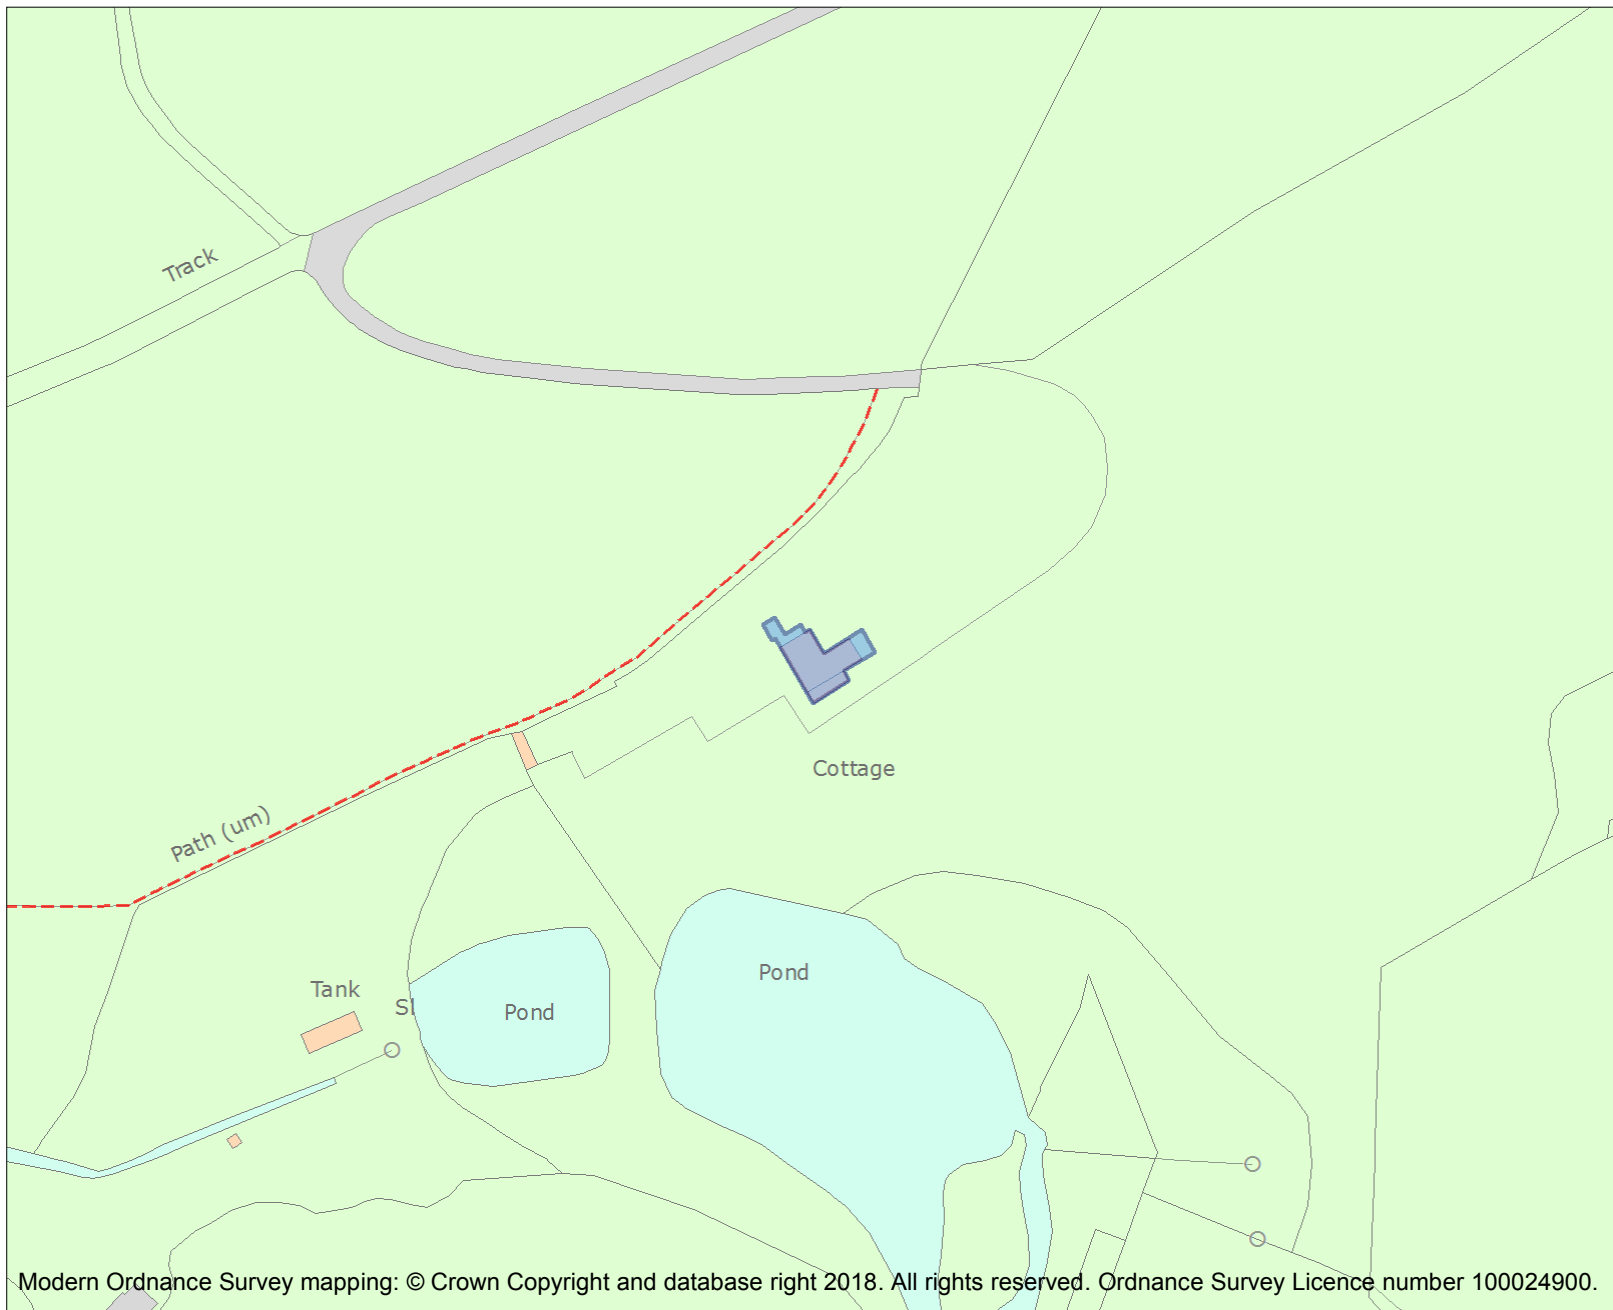 Track
Cottage
Path (um)
Pond
Tank
Sl
Pond
Modern Ordnance Survey mapping: © Crown Copyright and database right 2018. All rights reserved. Ordnance Survey Licence number 100024900.